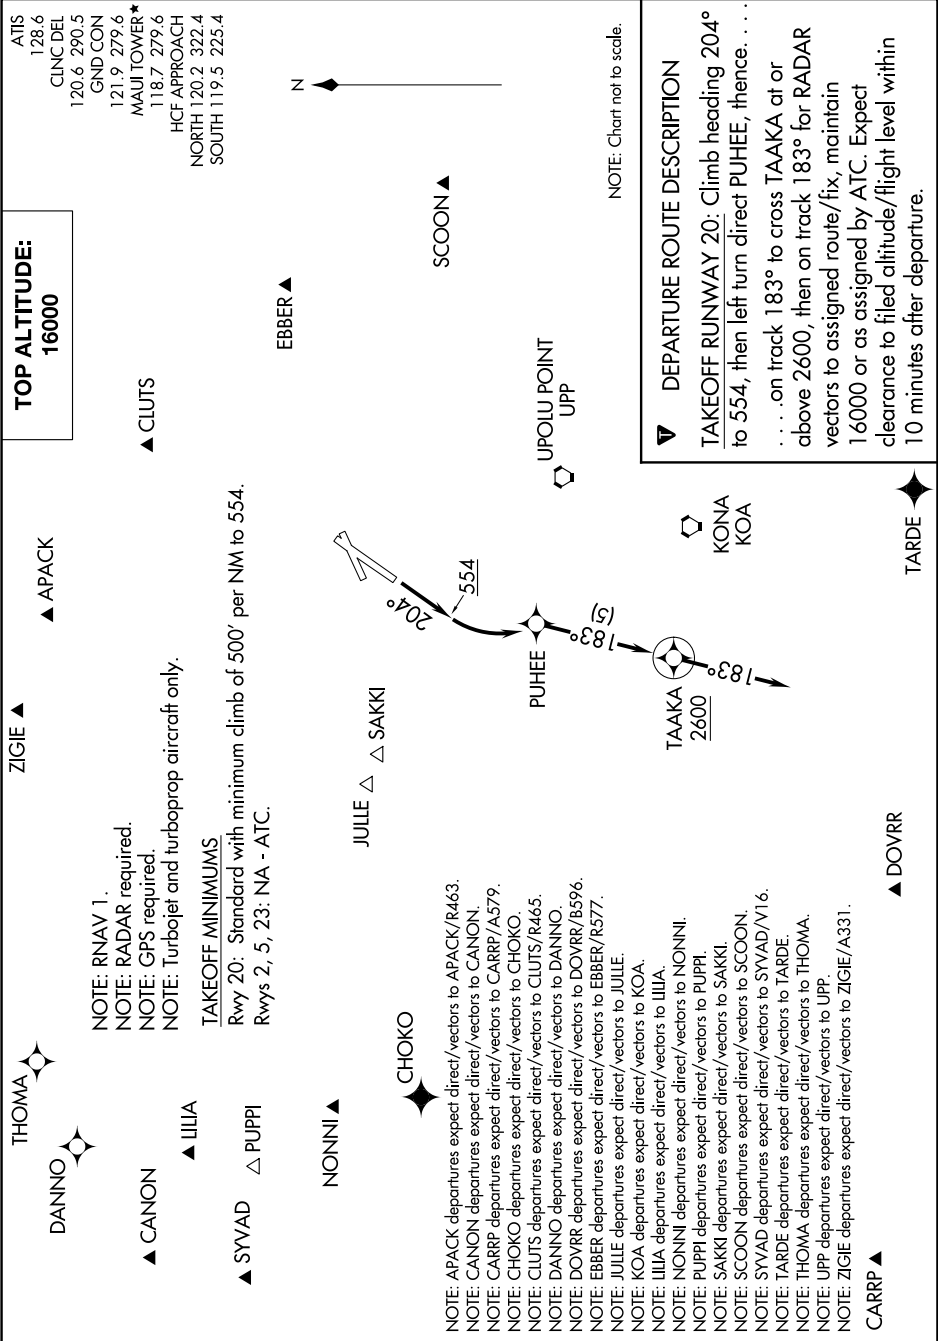 ATIS
128.6
CLNC DEL
120.6 290.5
GND CON
121.9 279.6
MAUI TOWER★
118.7 279.6
HCF APPROACH
NORTH 120.2 322.4
SOUTH 119.5 225.4
TOP ALTITUDE:
16000
N
THOMA
DANNO
ZIGIE
APACK
CLUTS
EBBER
SCOON
CANON
LILIA
SYVAD
PUPPI
NONNI
CHOKO
JULLE
SAKKI
NOTE: RNAV 1.
NOTE: RADAR required.
NOTE: GPS required.
NOTE: Turbojet and turboprop aircraft only.
TAKEOFF MINIMUMS
Rwy 20: Standard with minimum climb of 500' per NM to 554.
Rwys 2, 5, 23: NA - ATC.
204°
554
PUHEE
183°
(5)
TAAKA
2600
183°
UPOLU POINT
UPP
KONA
KOA
TARDE
DOVRR
CARRP
NOTE: Chart not to scale.
NOTE: APACK departures expect direct/vectors to APACK/R463.
NOTE: CANON departures expect direct/vectors to CANON.
NOTE: CARRP departures expect direct/vectors to CARRP/A579.
NOTE: CHOKO departures expect direct/vectors to CHOKO.
NOTE: CLUTS departures expect direct/vectors to CLUTS/R465.
NOTE: DANNO departures expect direct/vectors to DANNO.
NOTE: DOVRR departures expect direct/vectors to DOVRR/B596.
NOTE: EBBER departures expect direct/vectors to EBBER/R577.
NOTE: JULLE departures expect direct/vectors to JULLE.
NOTE: KOA departures expect direct/vectors to KOA.
NOTE: LILIA departures expect direct/vectors to LILIA.
NOTE: NONNI departures expect direct/vectors to NONNI.
NOTE: PUPPI departures expect direct/vectors to PUPPI.
NOTE: SAKKI departures expect direct/vectors to SAKKI.
NOTE: SCOON departures expect direct/vectors to SCOON.
NOTE: SYVAD departures expect direct/vectors to SYVAD/V16.
NOTE: TARDE departures expect direct/vectors to TARDE.
NOTE: THOMA departures expect direct/vectors to THOMA.
NOTE: UPP departures expect direct/vectors to UPP.
NOTE: ZIGIE departures expect direct/vectors to ZIGIE//A331.
T DEPARTURE ROUTE DESCRIPTION
TAKEOFF RUNWAY 20: Climb heading 204°
to 554, then left turn direct PUHEE, thence. . . .
. . . .on track 183° to cross TAAKA at or
above 2600, then on track 183° for RADAR
vectors to assigned route/fix, maintain
16000 or as assigned by ATC. Expect
clearance to filed altitude/flight level within
10 minutes after departure.